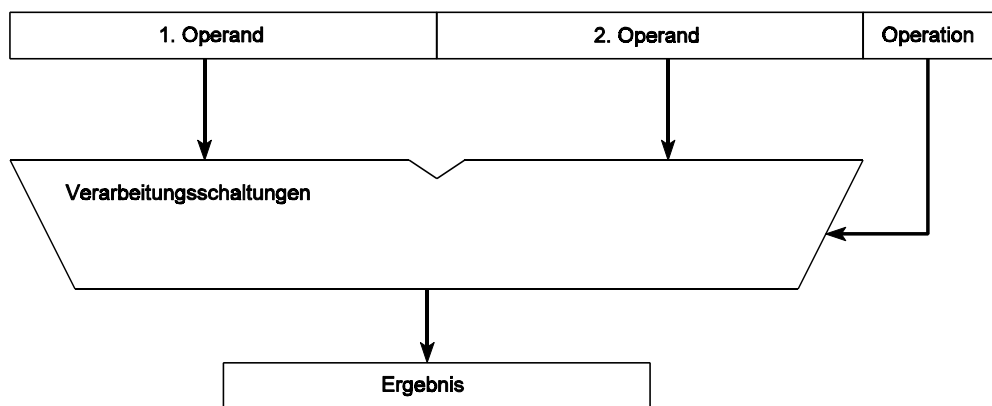 1. Operand
2. Operand
Operation
Verarbeitungsschaltungen
Ergebnis